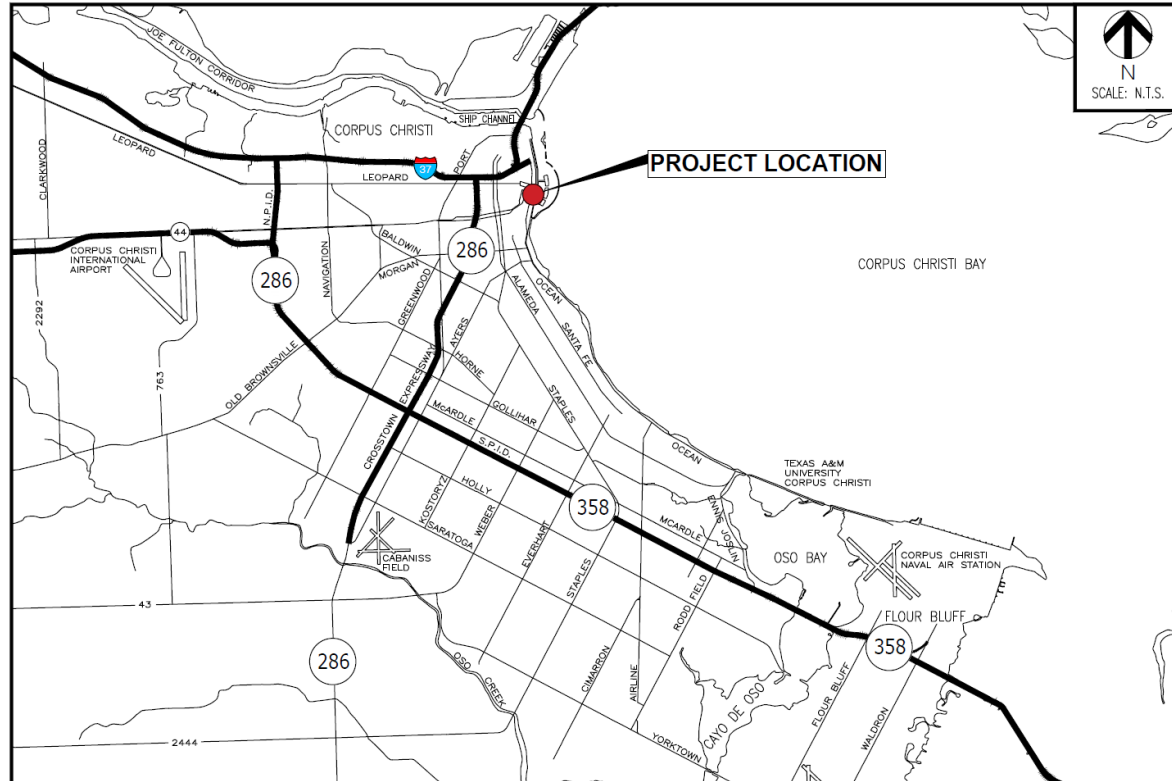 JOE FULTON CORRIDOR
SHIP CHANNEL
N
SCALE: N.T.S.
CORPUS CHRISTI
LEOPARD
CLARKWOOD
37
LEOPARD
PORT
PROJECT LOCATION
N.P.I.D.
44
CORPUS CHRISTI
INTERNATIONAL
AIRPORT
NAVIGATION
BALDWIN
MORGAN
286
286
CORPUS CHRISTI BAY
2292
763
GREENWOOD
ALAMEDA
OCEAN
SANTA FE
AYERS
HORNE
OLD BROWNSVILLE
CROSSTOWN EXPRESSWAY
McARDLE
GOLLIHAR
STAPLES
S.P.I.D.
OCEAN
TEXAS A&M
UNIVERSITY
CORPUS CHRISTI
KOSTORYZ
HOLLY
WEBER
SARATOGA
358
EVERHART
McARDLE
ENNIS JOSLIN
OSO BAY
CORPUS CHRISTI
NAVAL AIR STATION
CABANISS
FIELD
STAPLES
RODD FIELD
FLOUR BLUFF
43
286
OSO
CREEK
CIMARRON
AIRLINE
358
CAYO DE OSO
FLOUR BLUFF
WALDRON
2444
YORKTOWN